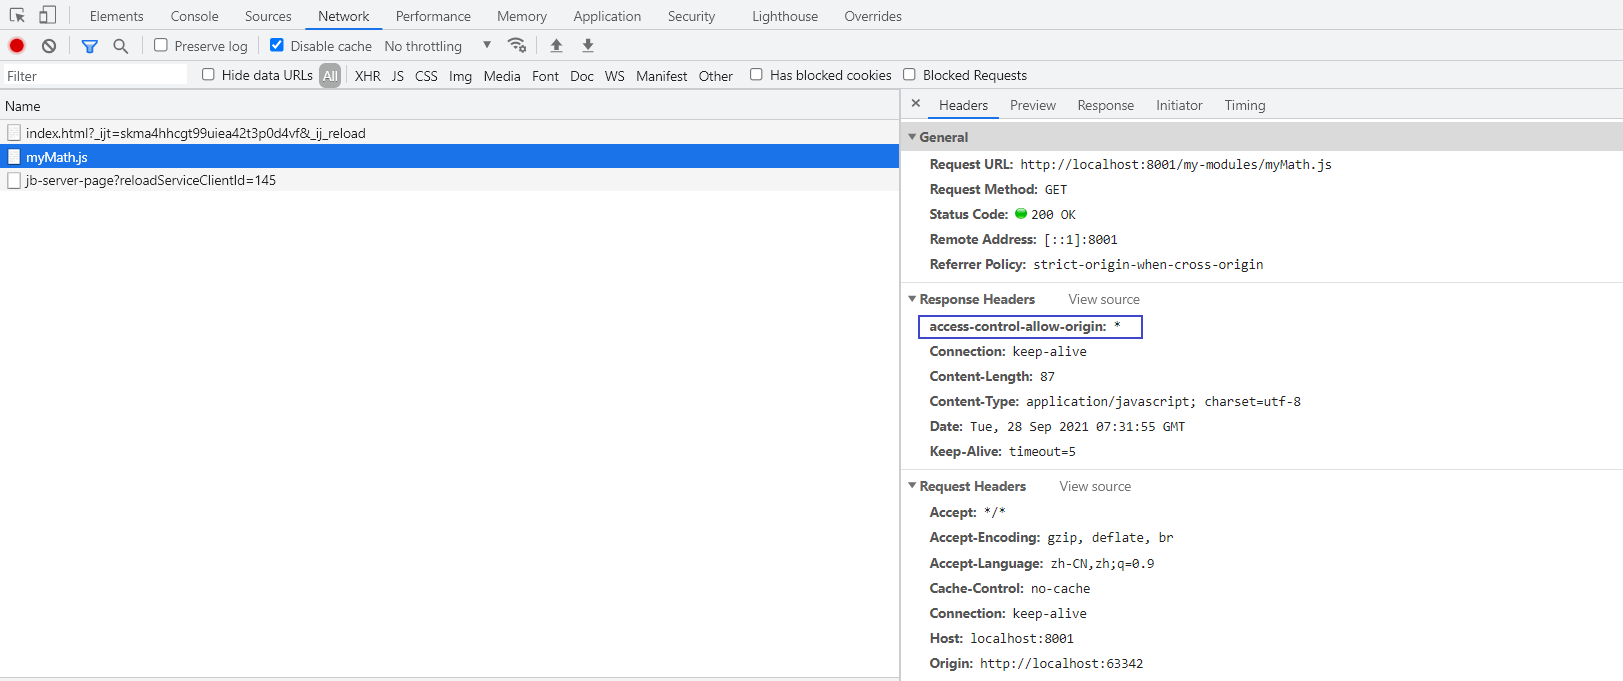 Elements Console Sources Network Performance Memory Application Security Lighthouse Overrides
Preserve log Disable cache No throttling
Filter Hide data URLs All XHR JS CSS Img Media Font Doc WS Manifest Other Has blocked cookies Blocked Requests
Name
index.html?_ijt=skma4hhcgt99uiea42t3p0d4vf&_ij_reload
myMath.js
jb-server-page?reloadServiceClientId=145
× Headers Preview Response Initiator Timing
General
Request URL: http://localhost:8001/my-modules/myMath.js
Request Method: GET
Status Code: 200 OK
Remote Address: [::1]:8001
Referrer Policy: strict-origin-when-cross-origin
Response Headers View source
access-control-allow-origin: *
Connection: keep-alive
Content-Length: 87
Content-Type: application/javascript; charset=utf-8
Date: Tue, 28 Sep 2021 07:31:55 GMT
Keep-Alive: timeout=5
Request Headers View source
Accept: */*
Accept-Encoding: gzip, deflate, br
Accept-Language: zh-CN,zh;q=0.9
Cache-Control: no-cache
Connection: keep-alive
Host: localhost:8001
Origin: http://localhost:63342